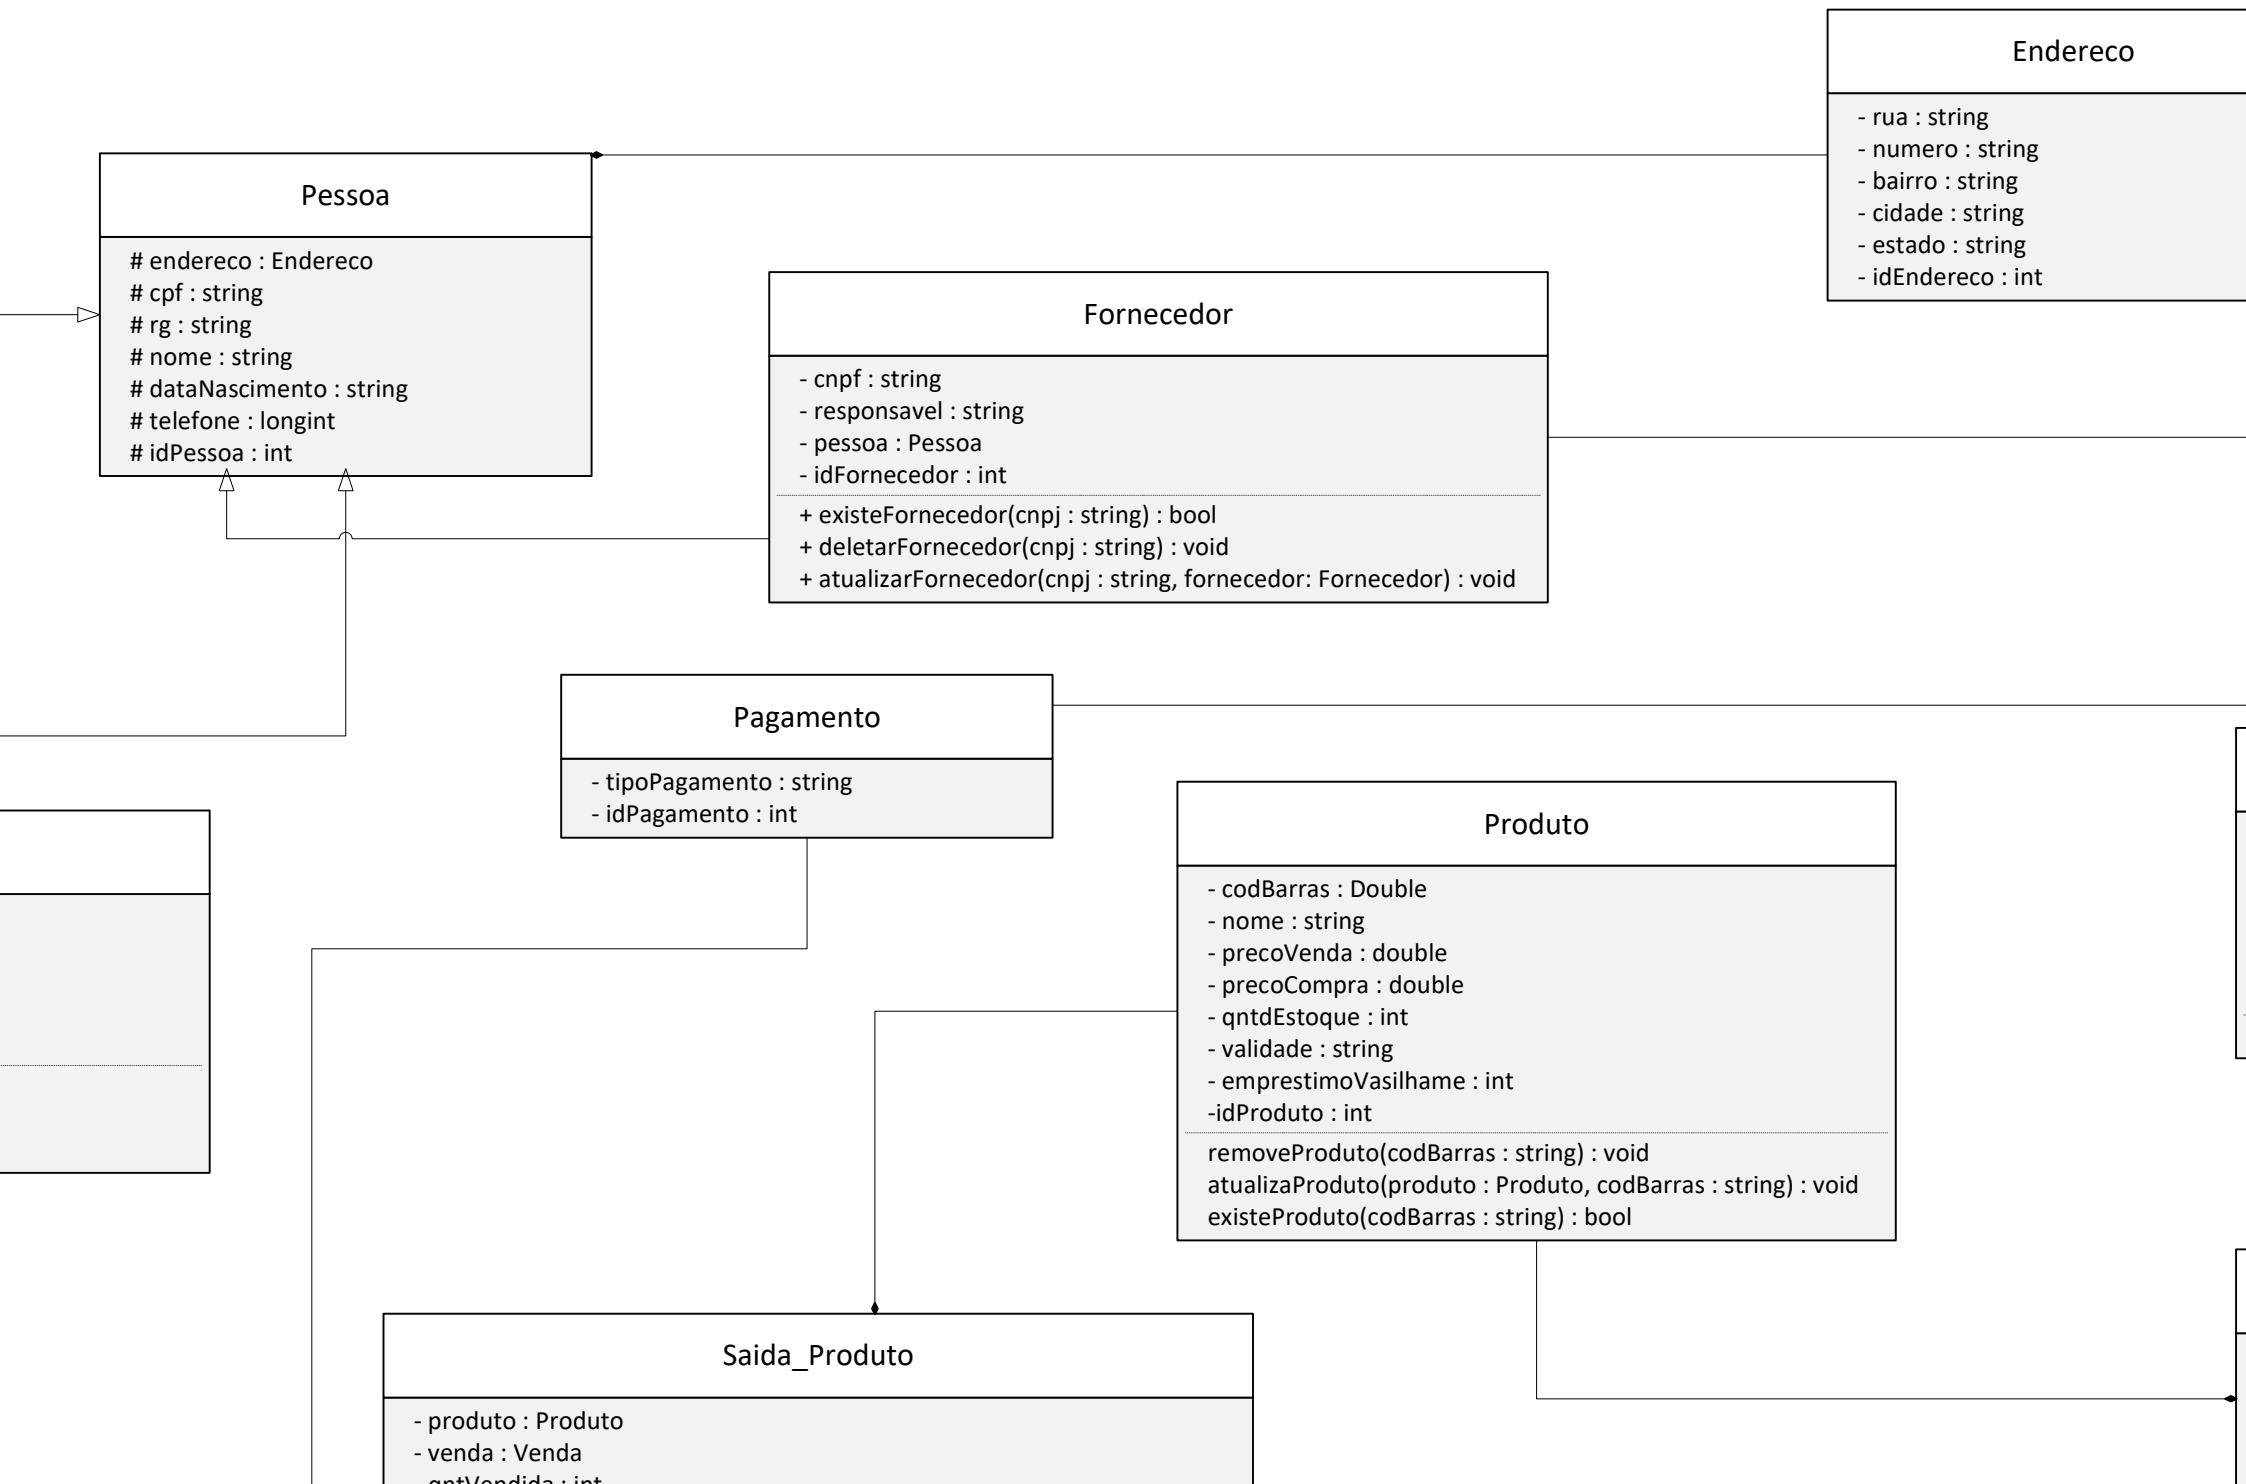 Endereco
- rua : string
- numero : string
- bairro : string
- cidade : string
- estado : string
- idEndereco : int
Pessoa
# endereco : Endereco
# cpf : string
# rg : string
# nome : string
# dataNascimento : string
# telefone : longint
# idPessoa : int
Fornecedor
- cnpf : string
- responsavel : string
- pessoa : Pessoa
- idFornecedor : int
+ existeFornecedor(cnpj : string) : bool
+ deletarFornecedor(cnpj : string) : void
+ atualizarFornecedor(cnpj : string, fornecedor: Fornecedor) : void
Pagamento
- tipoPagamento : string
- idPagamento : int
Produto
- codBarras : Double
- nome : string
- precoVenda : double
- precoCompra : double
- qntdEstoque : int
- validade : string
- emprestimoVasilhame : int
-idProduto : int
removeProduto(codBarras : string) : void
atualizaProduto(produto : Produto, codBarras : string) : void
existeProduto(codBarras : string) : bool
Saida_Produto
- produto : Produto
- venda : Venda
- qntVendida : int